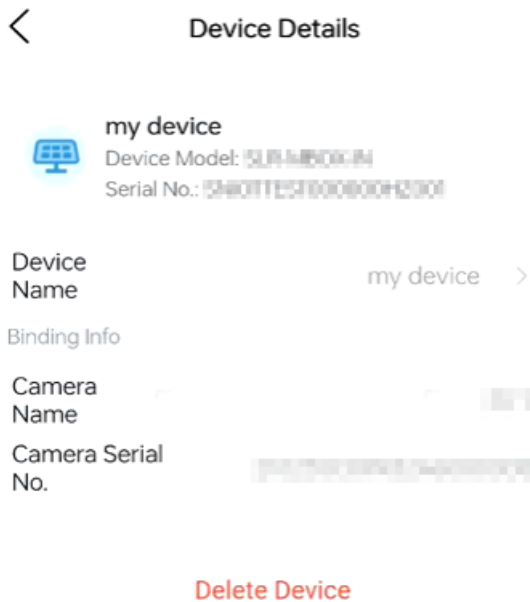 Device Details
my device
Device Model:
Serial No.:
Device
Name
my device
Binding Info
Camera
Name
Camera Serial
No.
Delete Device